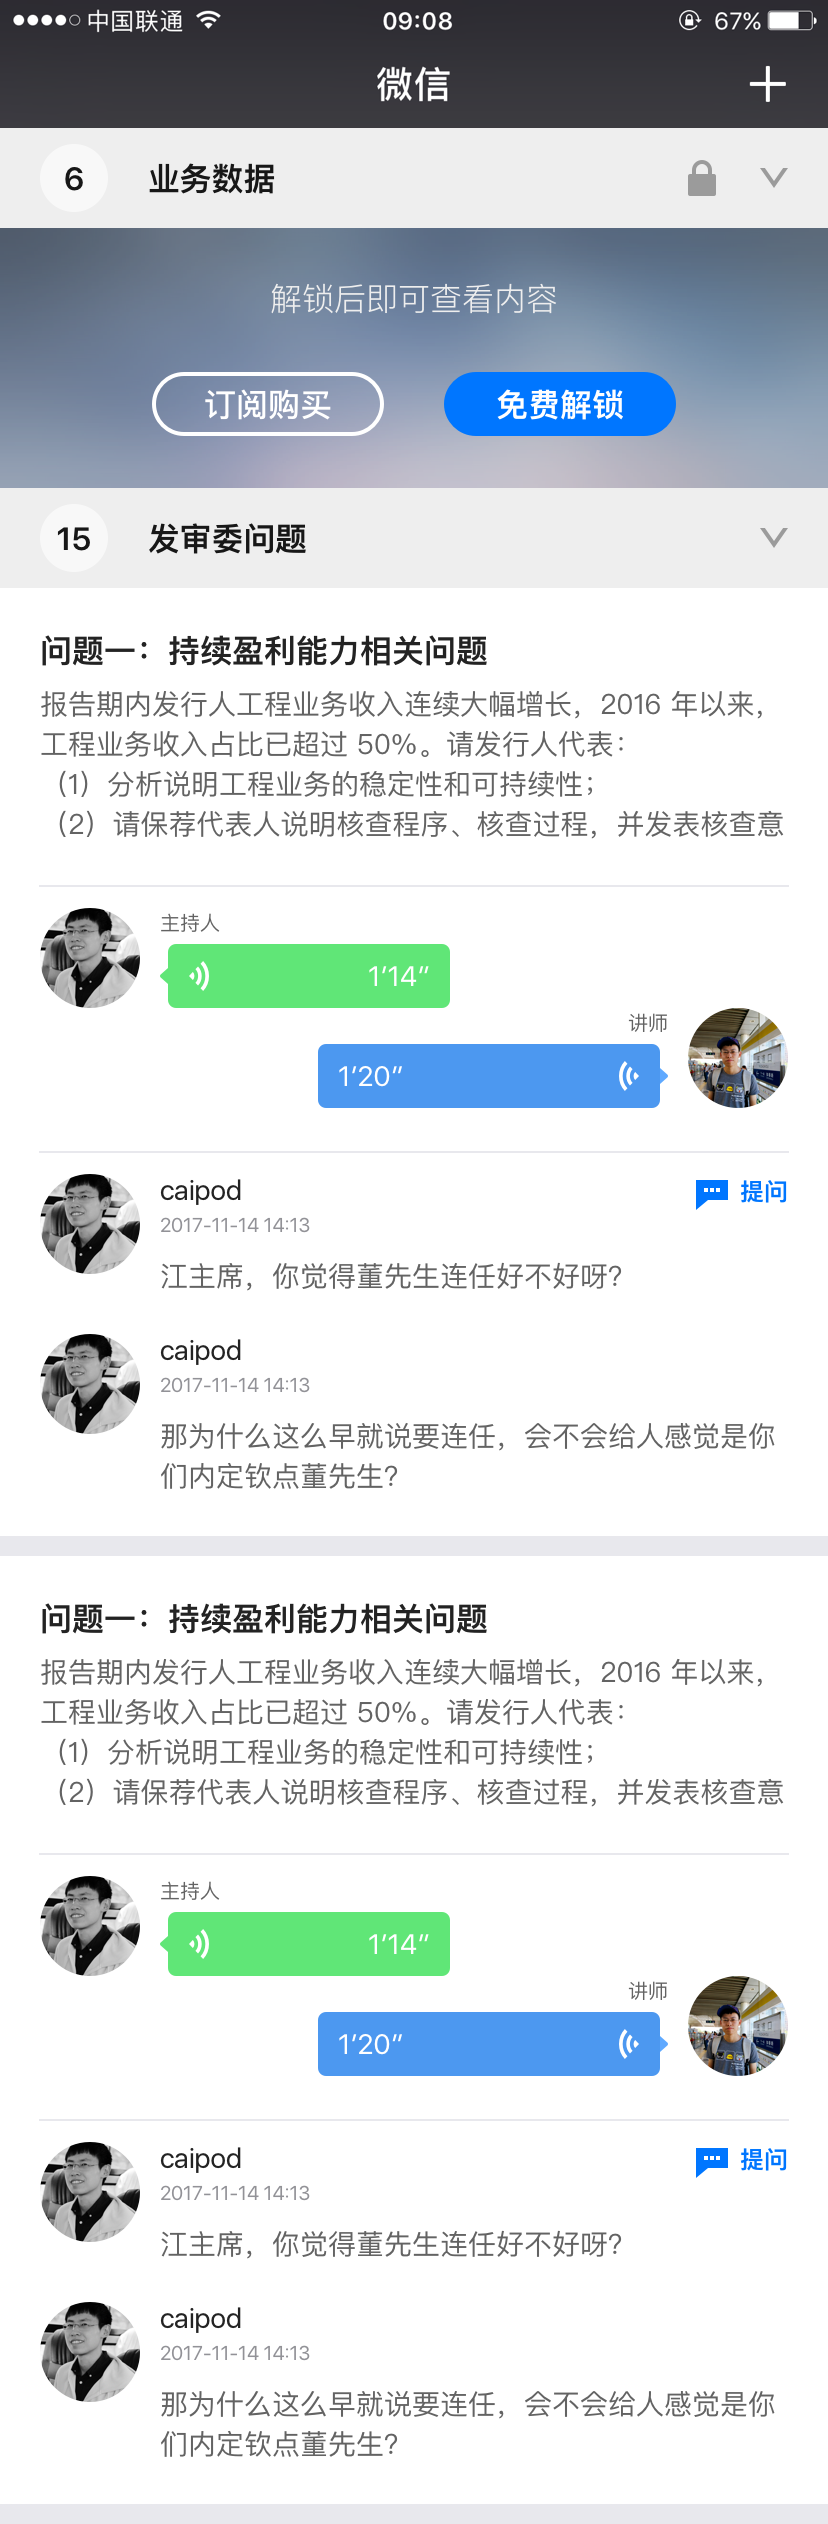 中国联通 09:08 67%
微信
6 业务数据
解锁后即可查看内容
订阅购买 免费解锁
15 发审委问题
问题一：持续盈利能力相关问题
报告期内发行人工程业务收入连续大幅增长，2016 年以来，
工程业务收入占比已超过 50%。请发行人代表：
（1）分析说明工程业务的稳定性和可持续性；
（2）请保荐代表人说明核查程序、核查过程，并发表核查意
主持人
1‘14“
讲师
1‘20“
caipod 提问
2017-11-14 14:13
江主席，你觉得董先生连任好不好呀?
caipod
2017-11-14 14:13
那为什么这么早就说要连任，会不会给人感觉是你
们内定钦点董先生?
问题一：持续盈利能力相关问题
报告期内发行人工程业务收入连续大幅增长，2016 年以来，
工程业务收入占比已超过 50%。请发行人代表：
（1）分析说明工程业务的稳定性和可持续性；
（2）请保荐代表人说明核查程序、核查过程，并发表核查意
主持人
1‘14“
讲师
1‘20“
caipod 提问
2017-11-14 14:13
江主席，你觉得董先生连任好不好呀?
caipod
2017-11-14 14:13
那为什么这么早就说要连任，会不会给人感觉是你
们内定钦点董先生?